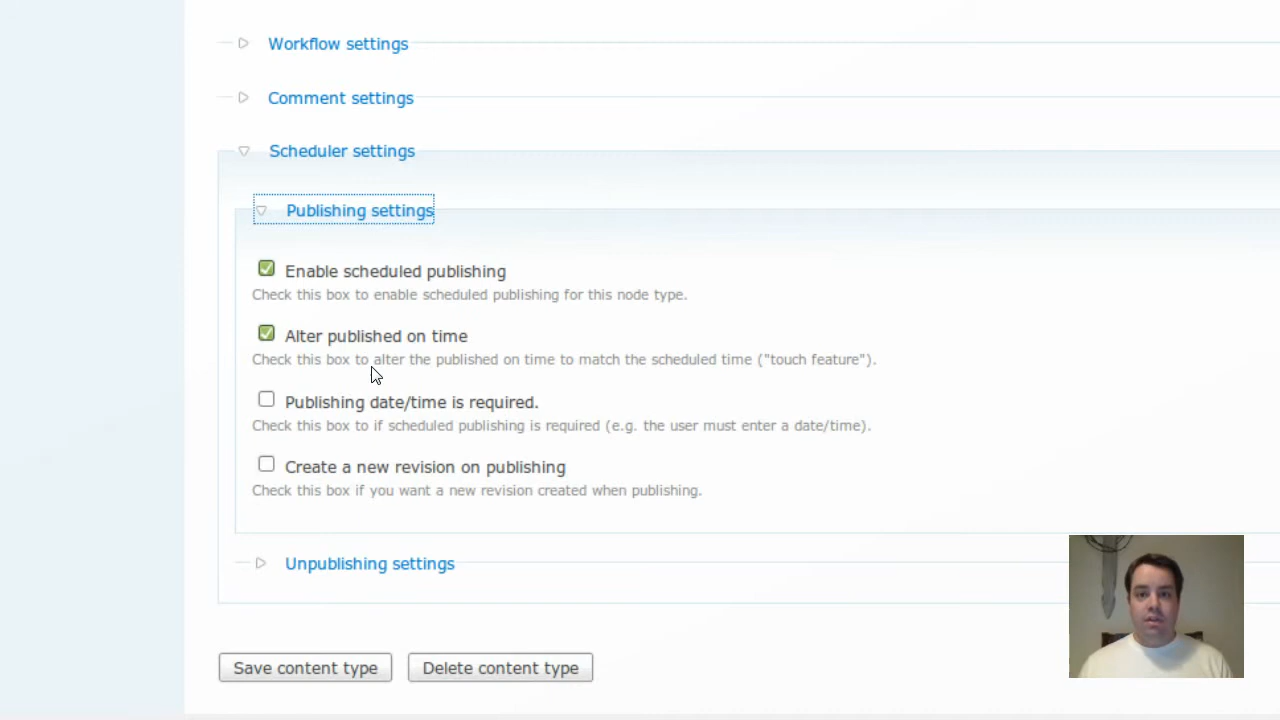 Workflow settings
Comment settings
Scheduler settings
Publishing settings
Enable scheduled publishing
Check this box to enable scheduled publishing for this node type.
Alter published on time
Check this box to alter the published on time to match the scheduled time ("touch feature").
Publishing date/time is required.
Check this box to if scheduled publishing is required (e.g. the user must enter a date/time).
Create a new revision on publishing
Check this box if you want a new revision created when publishing.
Unpublishing settings
Save content type
Delete content type